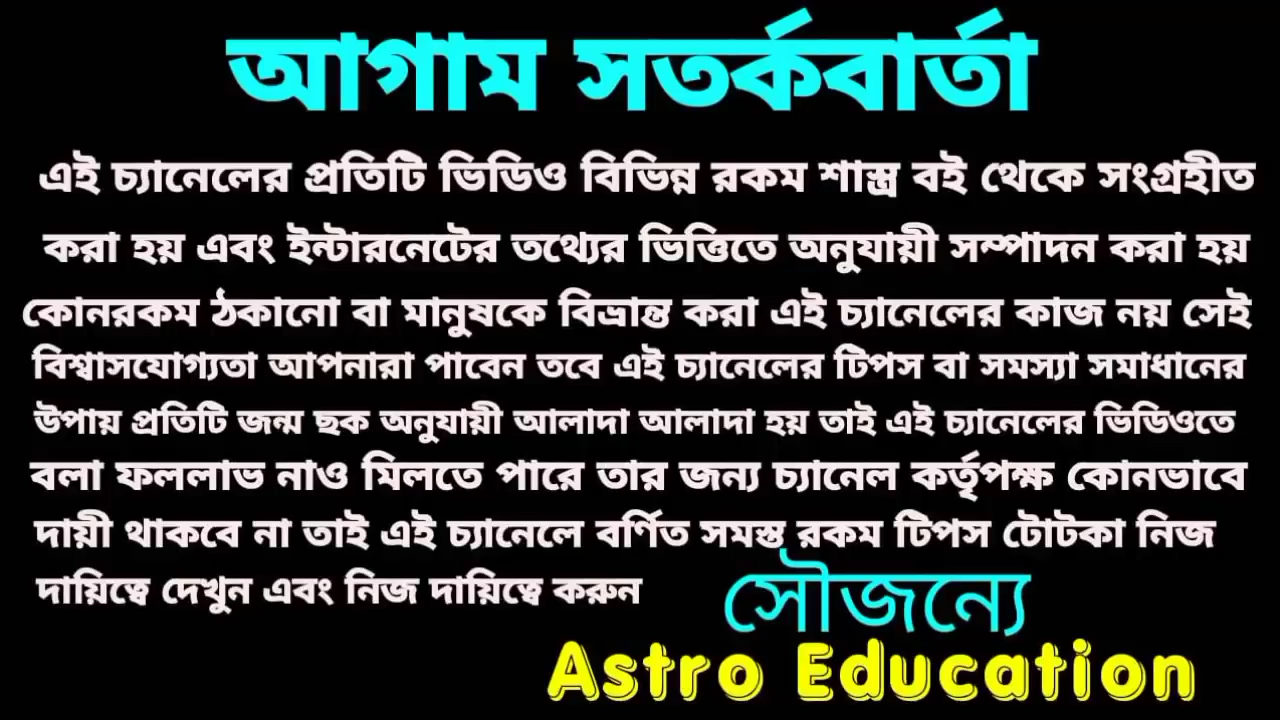 আগাম সতর্কবার্তা
এই চ্যানেলের প্রতিটি ভিডিও বিভিন্ন রকম শাস্ত্র বই থেকে সংগ্রহীত
করা হয় এবং ইন্টারনেটের তথ্যের ভিত্তিতে অনুযায়ী সম্পাদন করা হয়
কোনরকম ঠকানো বা মানুষকে বিভ্রান্ত করা এই চ্যানেলের কাজ নয় সেই
বিশ্বাসযোগ্যতা আপনারা পাবেন তবে এই চ্যানেলের টিপস বা সমস্যা সমাধানের
উপায় প্রতিটি জন্ম ছক অনুযায়ী আলাদা আলাদা হয় তাই এই চ্যানেলের ভিডিওতে
বলা ফললাভ নাও মিলতে পারে তার জন্য চ্যানেল কর্তৃপক্ষ কোনভাবে
দায়ী থাকবে না তাই এই চ্যানেলে বর্ণিত সমস্ত রকম টিপস টোটকা নিজ
দায়িত্বে দেখুন এবং নিজ দায়িত্বে করুন
সৌজন্যে
Astro Education